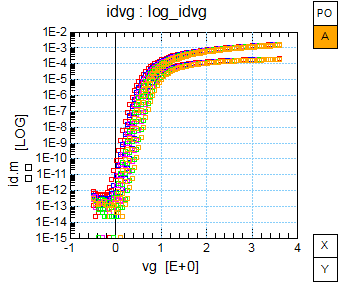 idvg : log_idvg
PO
A
1E-2
1E-3
1E-4
1E-5
1E-6
1E-7
1E-8
1E-9
1E-10
1E-11
1E-12
1E-13
1E-14
1E-15
id.m [LOG]
-1 0 1 2 3 4
vg [E+0]
X
Y